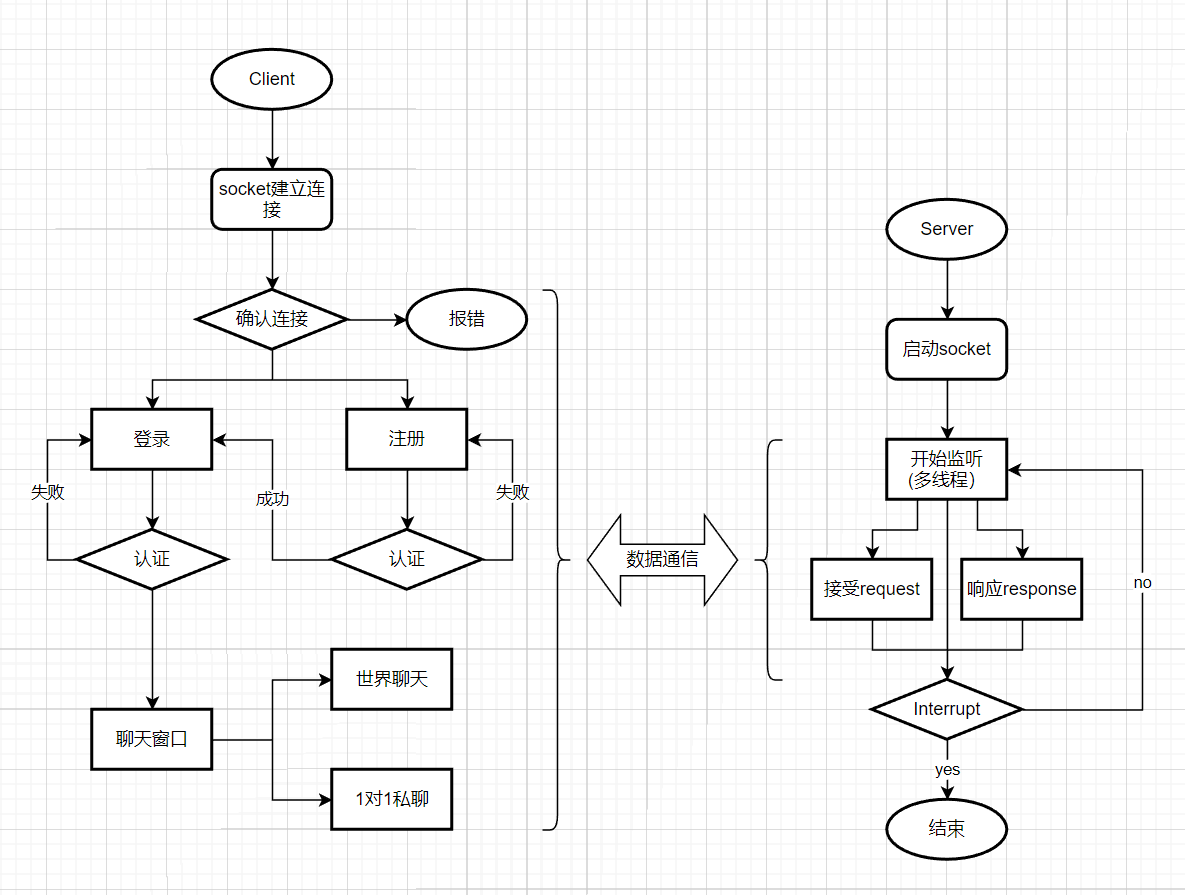 Client
socket建立连
接
确认连接
报错
登录
注册
失败
成功
失败
认证
认证
聊天窗口
世界聊天
1对1私聊
数据通信
Server
启动socket
开始监听
(多线程）
接受request
响应response
no
Interrupt
yes
结束